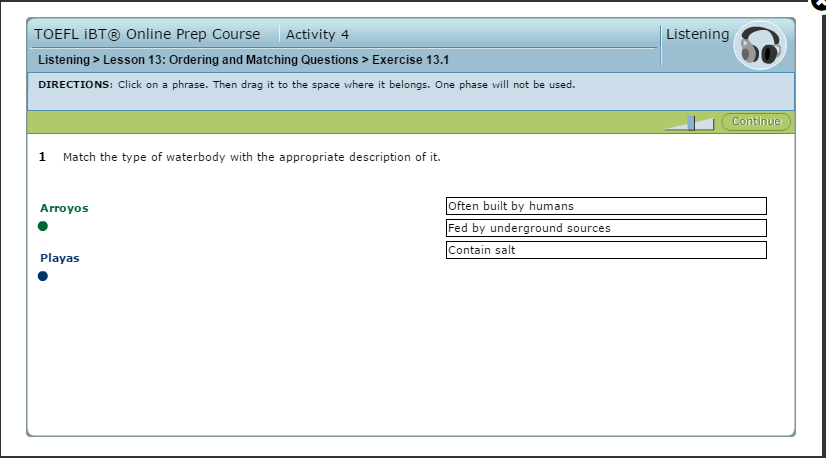 TOEFL iBT® Online Prep Course Activity 4 Listening
Listening > Lesson 13: Ordering and Matching Questions > Exercise 13.1
DIRECTIONS: Click on a phrase. Then drag it to the space where it belongs. One phase will not be used.
Continue
1 Match the type of waterbody with the appropriate description of it.
Arroyos
Playas
Often built by humans
Fed by underground sources
Contain salt